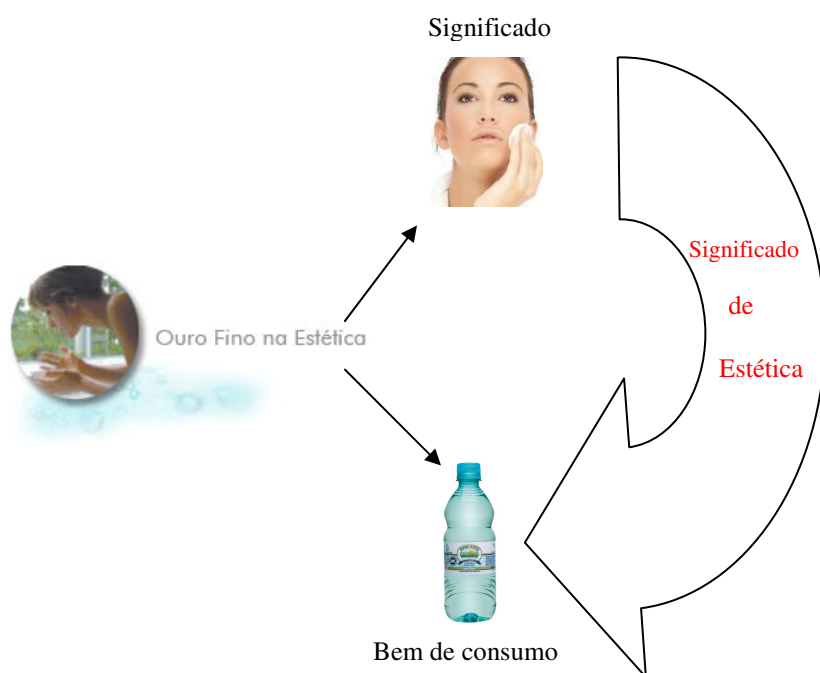 Significado
Significado
de
Estética
Ouro Fino na Estética
Bem de consumo